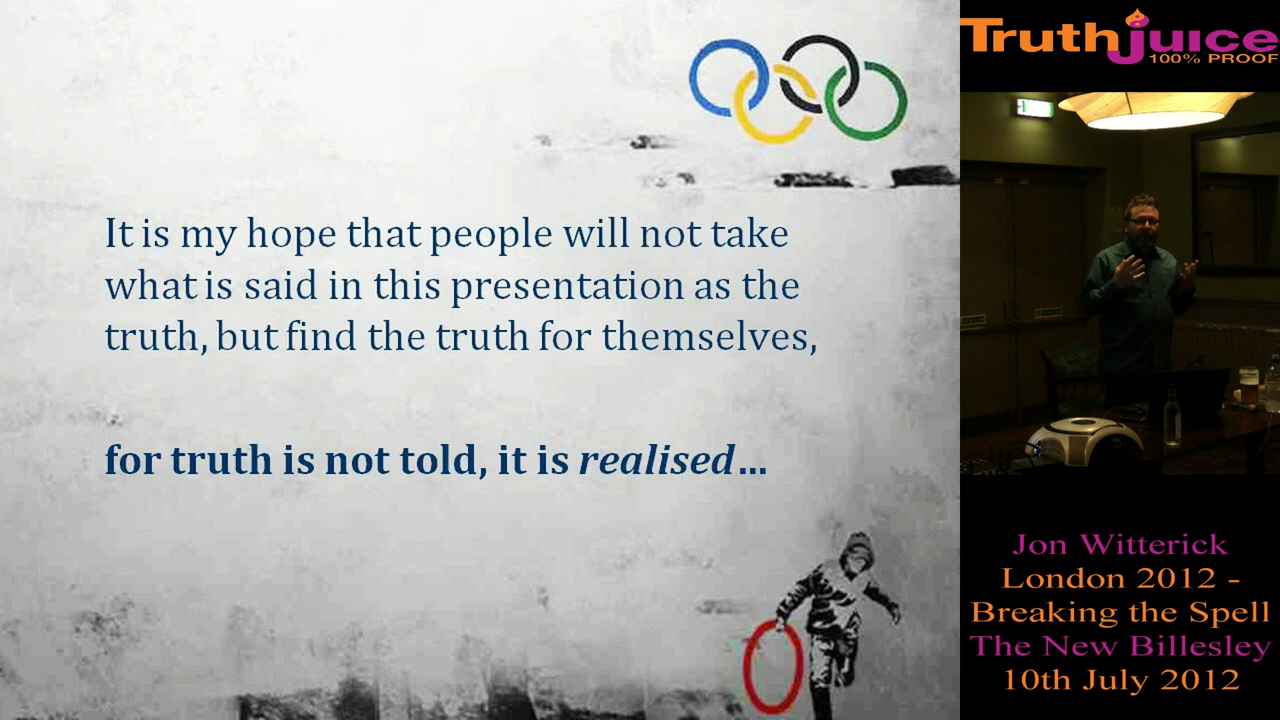 It is my hope that people will not take
what is said in this presentation as the
truth, but find the truth for themselves,
for truth is not told, it is realised...
Truthjuice
100% PROOF
Jon Witterick
London 2012 -
Breaking the Spell
The New Billesley
10th July 2012